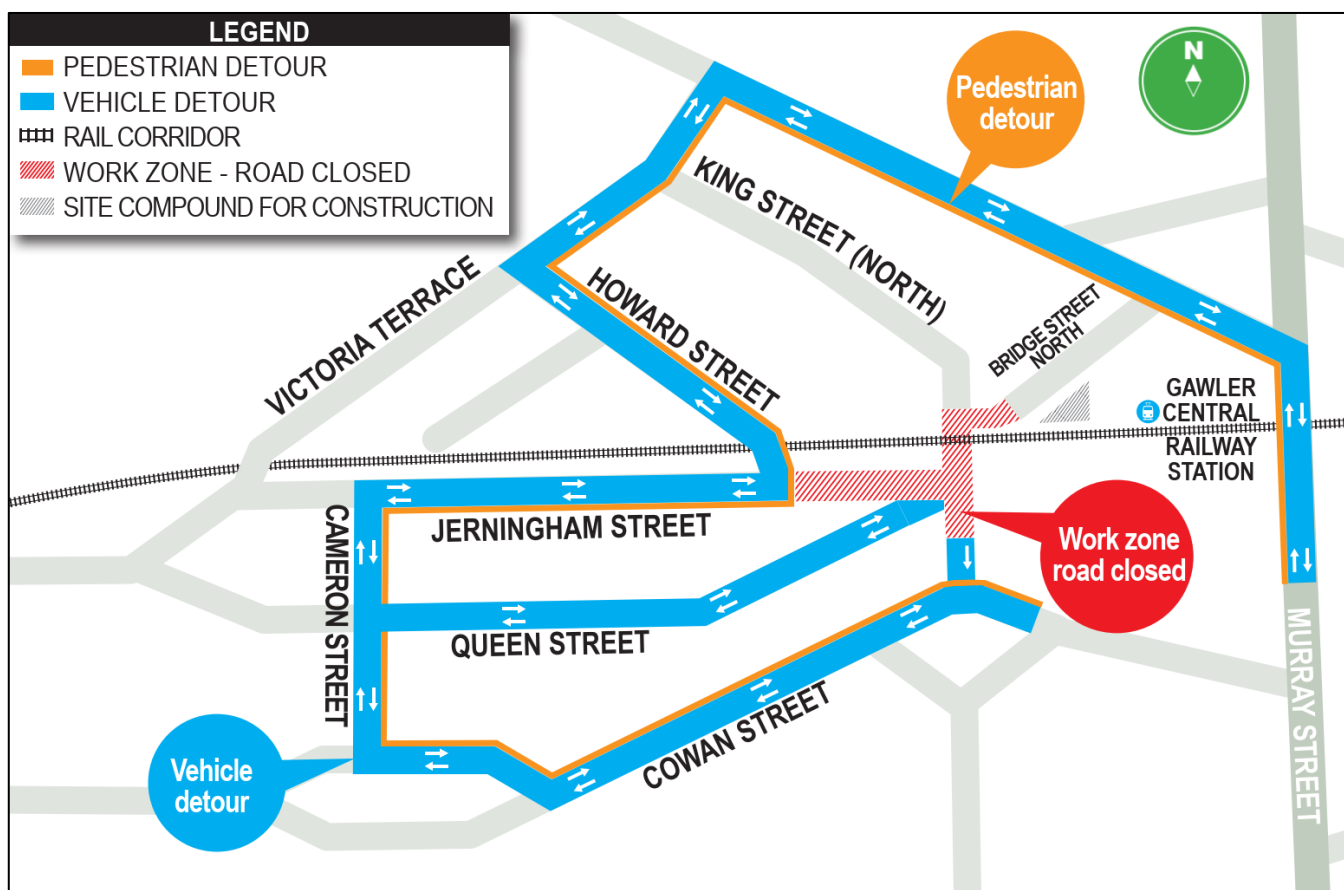 LEGEND
PEDESTRIAN DETOUR
VEHICLE DETOUR
RAIL CORRIDOR
WORK ZONE - ROAD CLOSED
SITE COMPOUND FOR CONSTRUCTION
Pedestrian
detour
N
KING STREET (NORTH)
VICTORIA TERRACE
HOWARD STREET
BRIDGE STREET
NORTH
GAWLER
CENTRAL
RAILWAY
STATION
JERNINGHAM STREET
CAMERON STREET
Work zone
road closed
QUEEN STREET
COWAN STREET
MURRAY STREET
Vehicle
detour